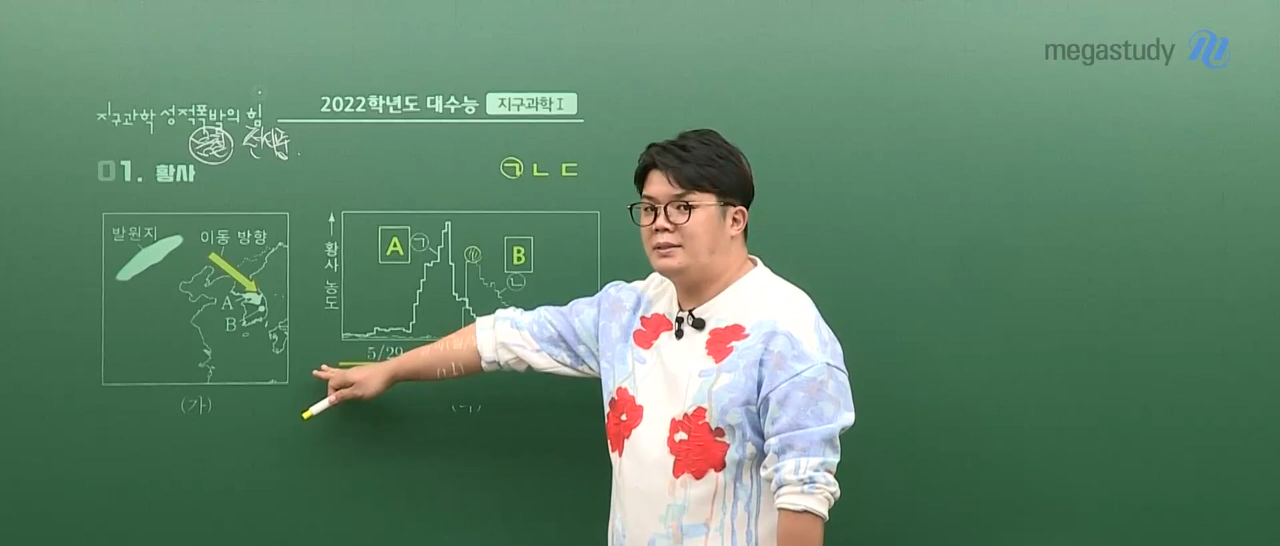 megastudy
지구과학 성적폭발의 힘
2022학년도 대수능 지구과학 I
01. 황사
㉠ ㄴ ㄷ
발원지
이동 방향
A
B
(가)
↑ 황사 농도
A ㉠
B ㉡
5/29
(나)